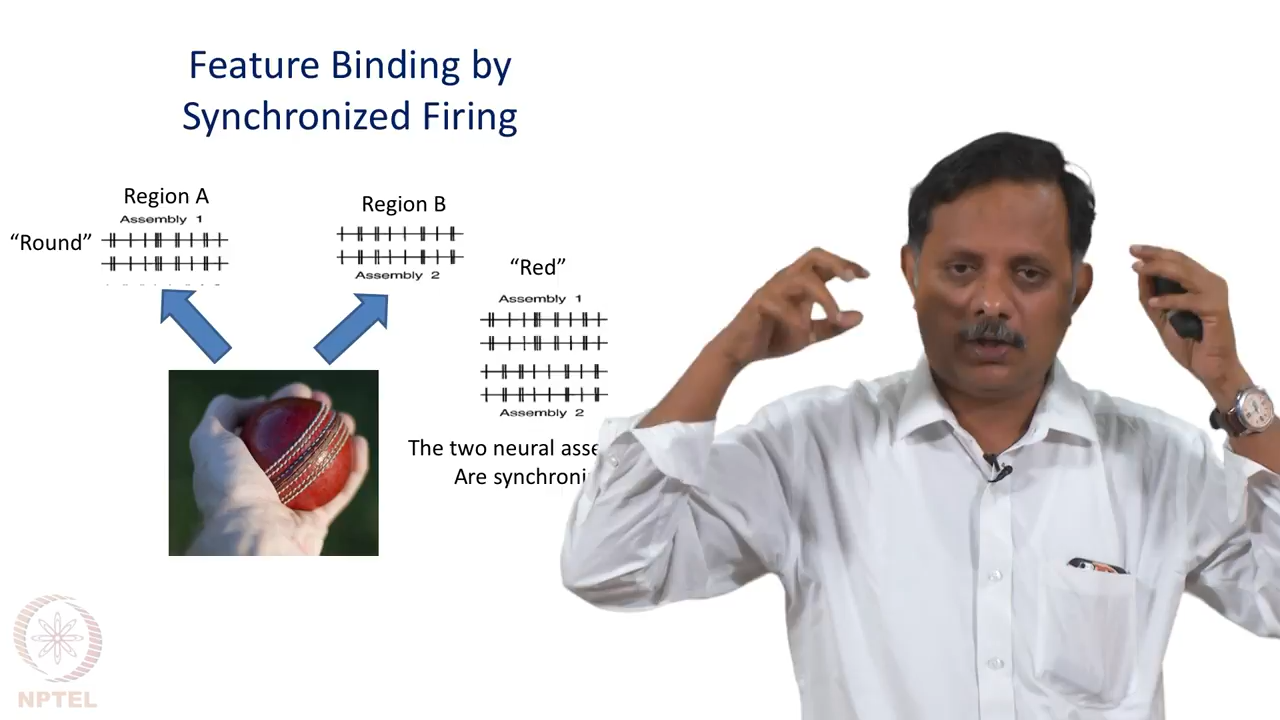 Feature Binding by
Synchronized Firing
Region A
Assembly 1
“Round”
Region B
Assembly 2
“Red”
Assembly 1
Assembly 2
The two neural asse
Are synchroni
NPTEL